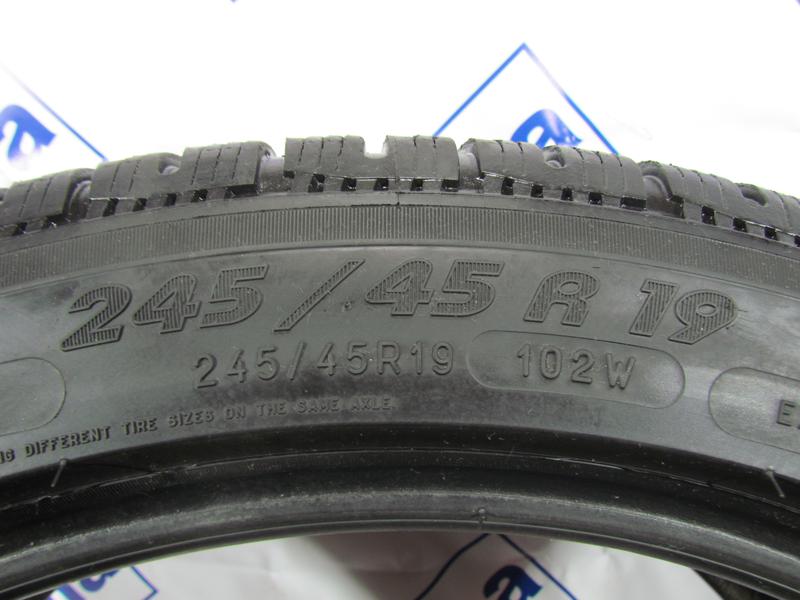 245/45 R 19
245/45R19 102W
DIFFERENT TIRE SIZES ON THE SAME AXLE